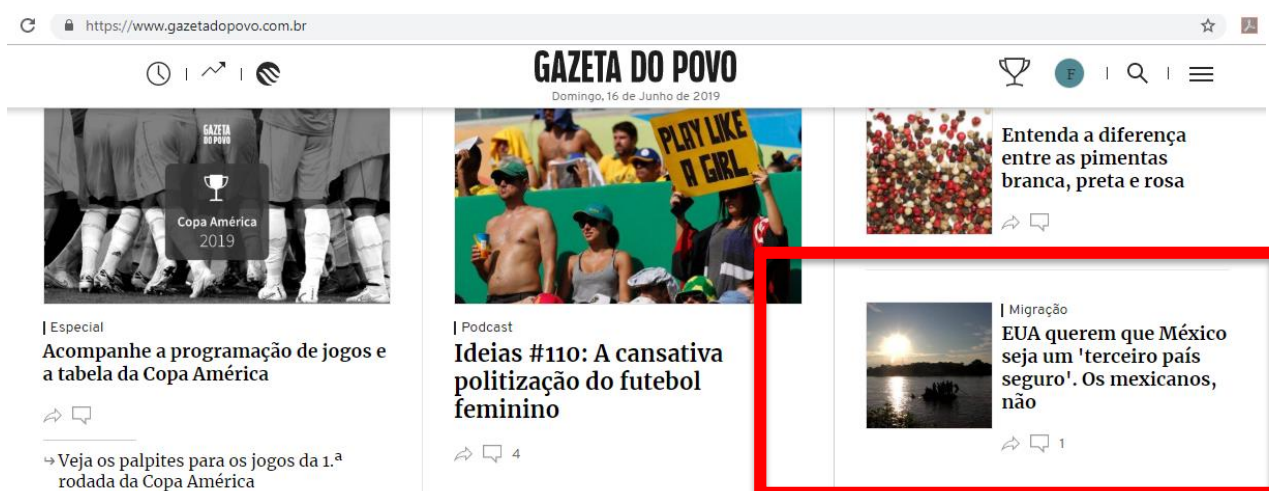 https://www.gazetadopovo.com.br
GAZETA DO POVO
Domingo, 16 de Junho de 2019
F
GAZETA
DO POVO
Copa América
2019
Especial
Acompanhe a programação de jogos e
a tabela da Copa América
↪Veja os palpites para os jogos da 1.ª
rodada da Copa América
PLAY LIKE
A GIRL
Podcast
Ideias #110: A cansativa
politização do futebol
feminino
4
Entenda a diferença
entre as pimentas
branca, preta e rosa
Migração
EUA querem que México
seja um 'terceiro país
seguro'. Os mexicanos,
não
1